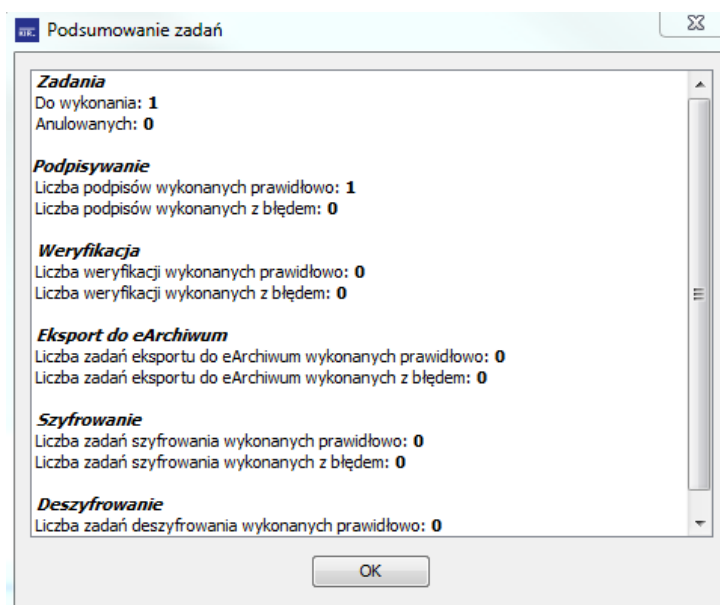 KIR.
Podsumowanie zadań
Zadania
Do wykonania: 1
Anulowanych: 0
Podpisywanie
Liczba podpisów wykonanych prawidłowo: 1
Liczba podpisów wykonanych z błędem: 0
Weryfikacja
Liczba weryfikacji wykonanych prawidłowo: 0
Liczba weryfikacji wykonanych z błędem: 0
Eksport do eArchiwum
Liczba zadań eksportu do eArchiwum wykonanych prawidłowo: 0
Liczba zadań eksportu do eArchiwum wykonanych z błędem: 0
Szyfrowanie
Liczba zadań szyfrowania wykonanych prawidłowo: 0
Liczba zadań szyfrowania wykonanych z błędem: 0
Deszyfrowanie
Liczba zadań deszyfrowania wykonanych prawidłowo: 0
OK